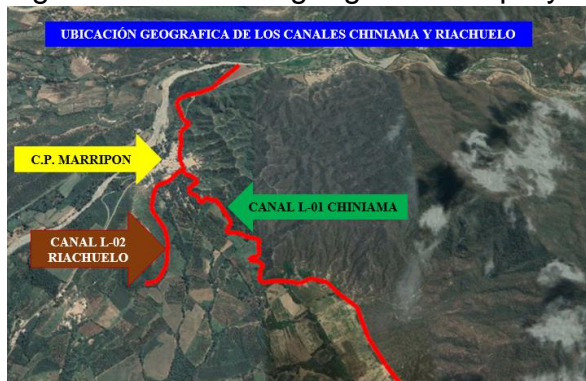 UBICACIÓN GEOGRAFICA DE LOS CANALES CHINIAMA Y RIACHUELO
C.P. MARRIPON
CANAL L-01 CHINIAMA
CANAL L-02
RIACHUELO